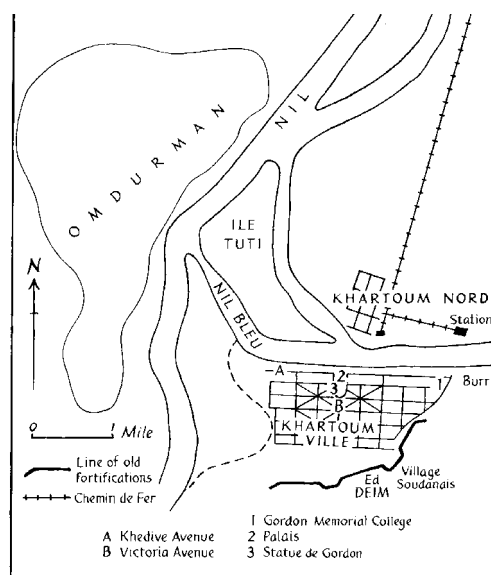 OMDURMAN
NIL
ILE
TUTI
N
NIL BLEU
KHARTOUM NORD
Station
A
2
3
1
Burr
B
KHARTOUM
VILLE
0 1
Mile
Line of old
fortifications
Chemin de Fer
Ed
DEIM
Village
Soudanais
A Khedive Avenue
B Victoria Avenue
1 Gordon Memorial College
2 Palais
3 Statue de Gordon